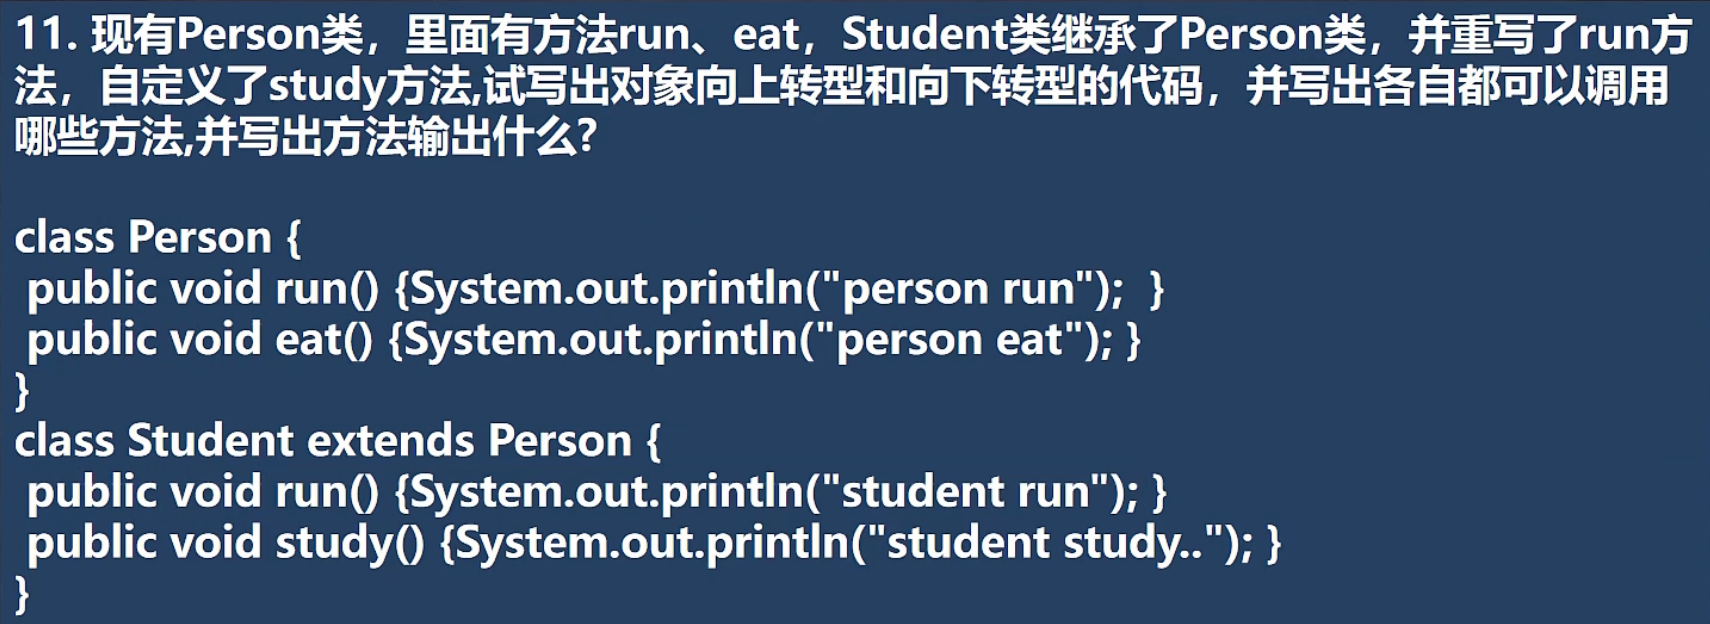 11. 现有Person类，里面有方法run、eat，Student类继承了Person类，并重写了run方
法，自定义了study方法,试写出对象向上转型和向下转型的代码，并写出各自都可以调用
哪些方法,并写出方法输出什么?
class Person {
public void run() {System.out.println("person run");  }
public void eat() {System.out.println("person eat"); }
}
class Student extends Person {
public void run() {System.out.println("student run"); }
public void study() {System.out.println("student study.."); }
}